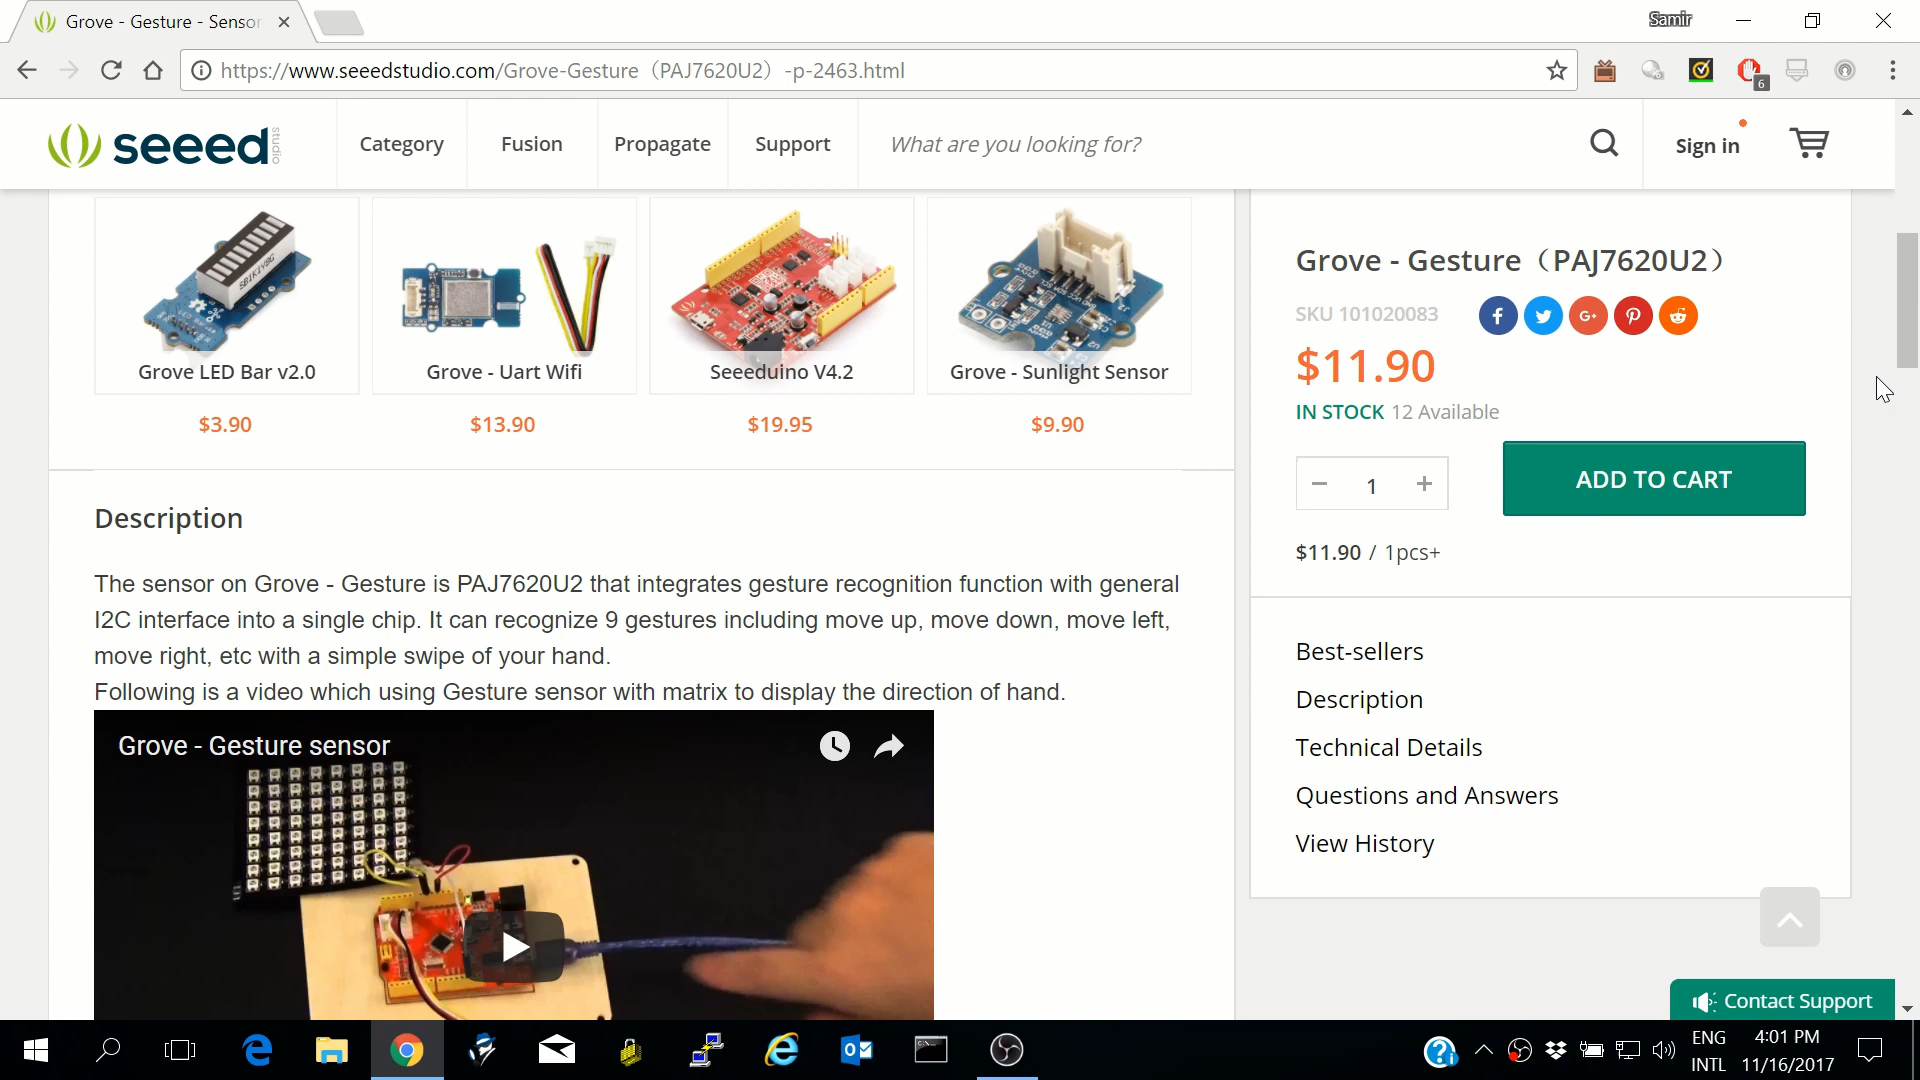 Grove - Gesture - Sensor
Samir
https://www.seeedstudio.com/Grove-Gesture（PAJ7620U2）-p-2463.html
6
seeed
studio
Category
Fusion
Propagate
Support
What are you looking for?
Sign in
Grove LED Bar v2.0
Grove - Uart Wifi
Seeeduino V4.2
Grove - Sunlight Sensor
$3.90
$13.90
$19.95
$9.90
Grove - Gesture（PAJ7620U2）
SKU 101020083
$11.90
IN STOCK 12 Available
1
ADD TO CART
$11.90 / 1pcs+
Description
The sensor on Grove - Gesture is PAJ7620U2 that integrates gesture recognition function with general
I2C interface into a single chip. It can recognize 9 gestures including move up, move down, move left,
move right, etc with a simple swipe of your hand.
Following is a video which using Gesture sensor with matrix to display the direction of hand.
Grove - Gesture sensor
Best-sellers
Description
Technical Details
Questions and Answers
View History
Contact Support
ENG
INTL
4:01 PM
11/16/2017